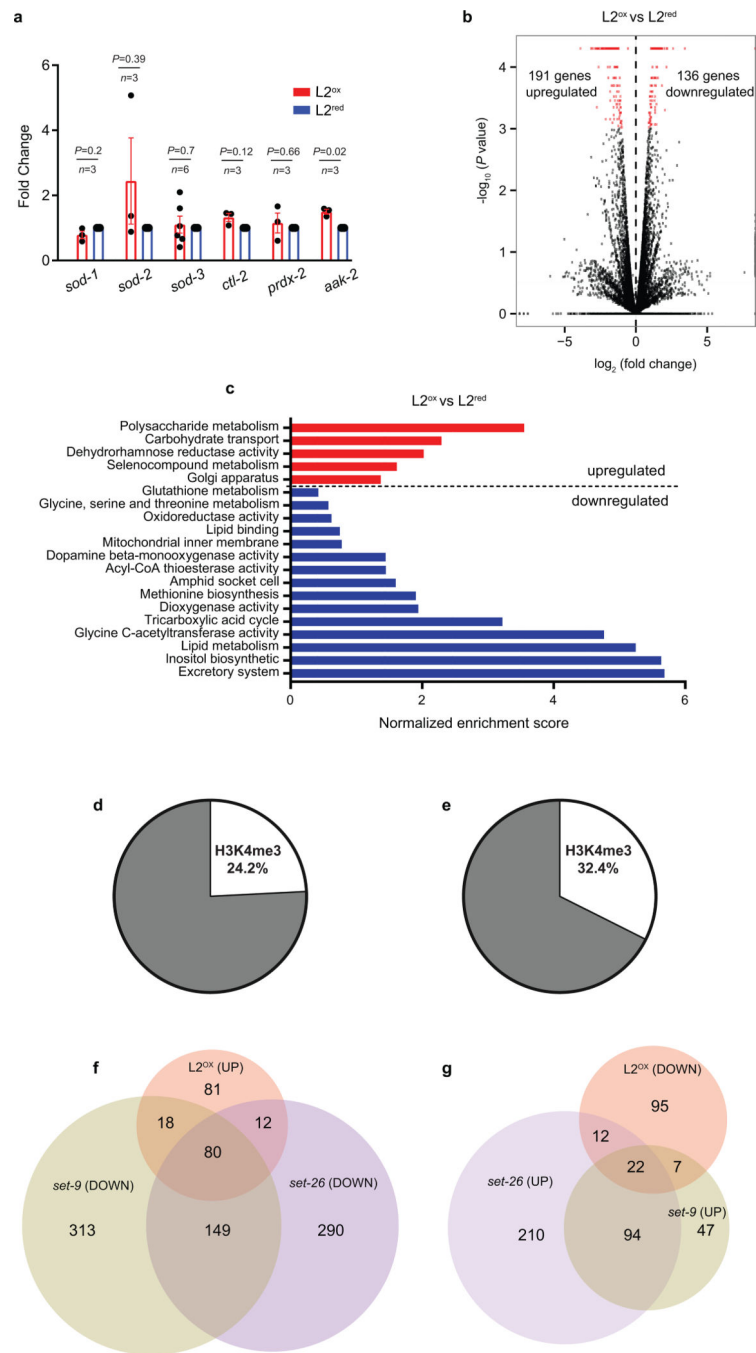 a
P=0.39
n=3
L2ox
L2red
P=0.2
n=3
P=0.7
n=6
P=0.12
n=3
P=0.66
n=3
P=0.02
n=3
Fold Change
6
4
2
0
sod-1
sod-2
sod-3
ctl-2
prdx-2
aak-2
b
L2ox vs L2red
191 genes
upregulated
136 genes
downregulated
-log10 (P value)
4
3
2
1
0
−5
0
5
log2 (fold change)
c
L2ox vs L2red
Polysaccharide metabolism
Carbohydrate transport
Dehydrorhamnose reductase activity
Selenocompound metabolism
Golgi apparatus
upregulated
Glutathione metabolism
downregulated
Glycine, serine and threonine metabolism
Oxidoreductase activity
Lipid binding
Mitochondrial inner membrane
Dopamine beta-monooxygenase activity
Acyl-CoA thioesterase activity
Amphid socket cell
Methionine biosynthesis
Dioxygenase activity
Tricarboxylic acid cycle
Glycine C-acetyltransferase activity
Lipid metabolism
Inositol biosynthetic
Excretory system
0
2
4
6
Normalized enrichment score
d
H3K4me3
24.2%
e
H3K4me3
32.4%
f
L2ox (UP)
81
18
12
80
set-9 (DOWN)
set-26 (DOWN)
313
149
290
g
L2ox (DOWN)
95
12
22
7
set-26 (UP)
set-9 (UP)
210
94
47